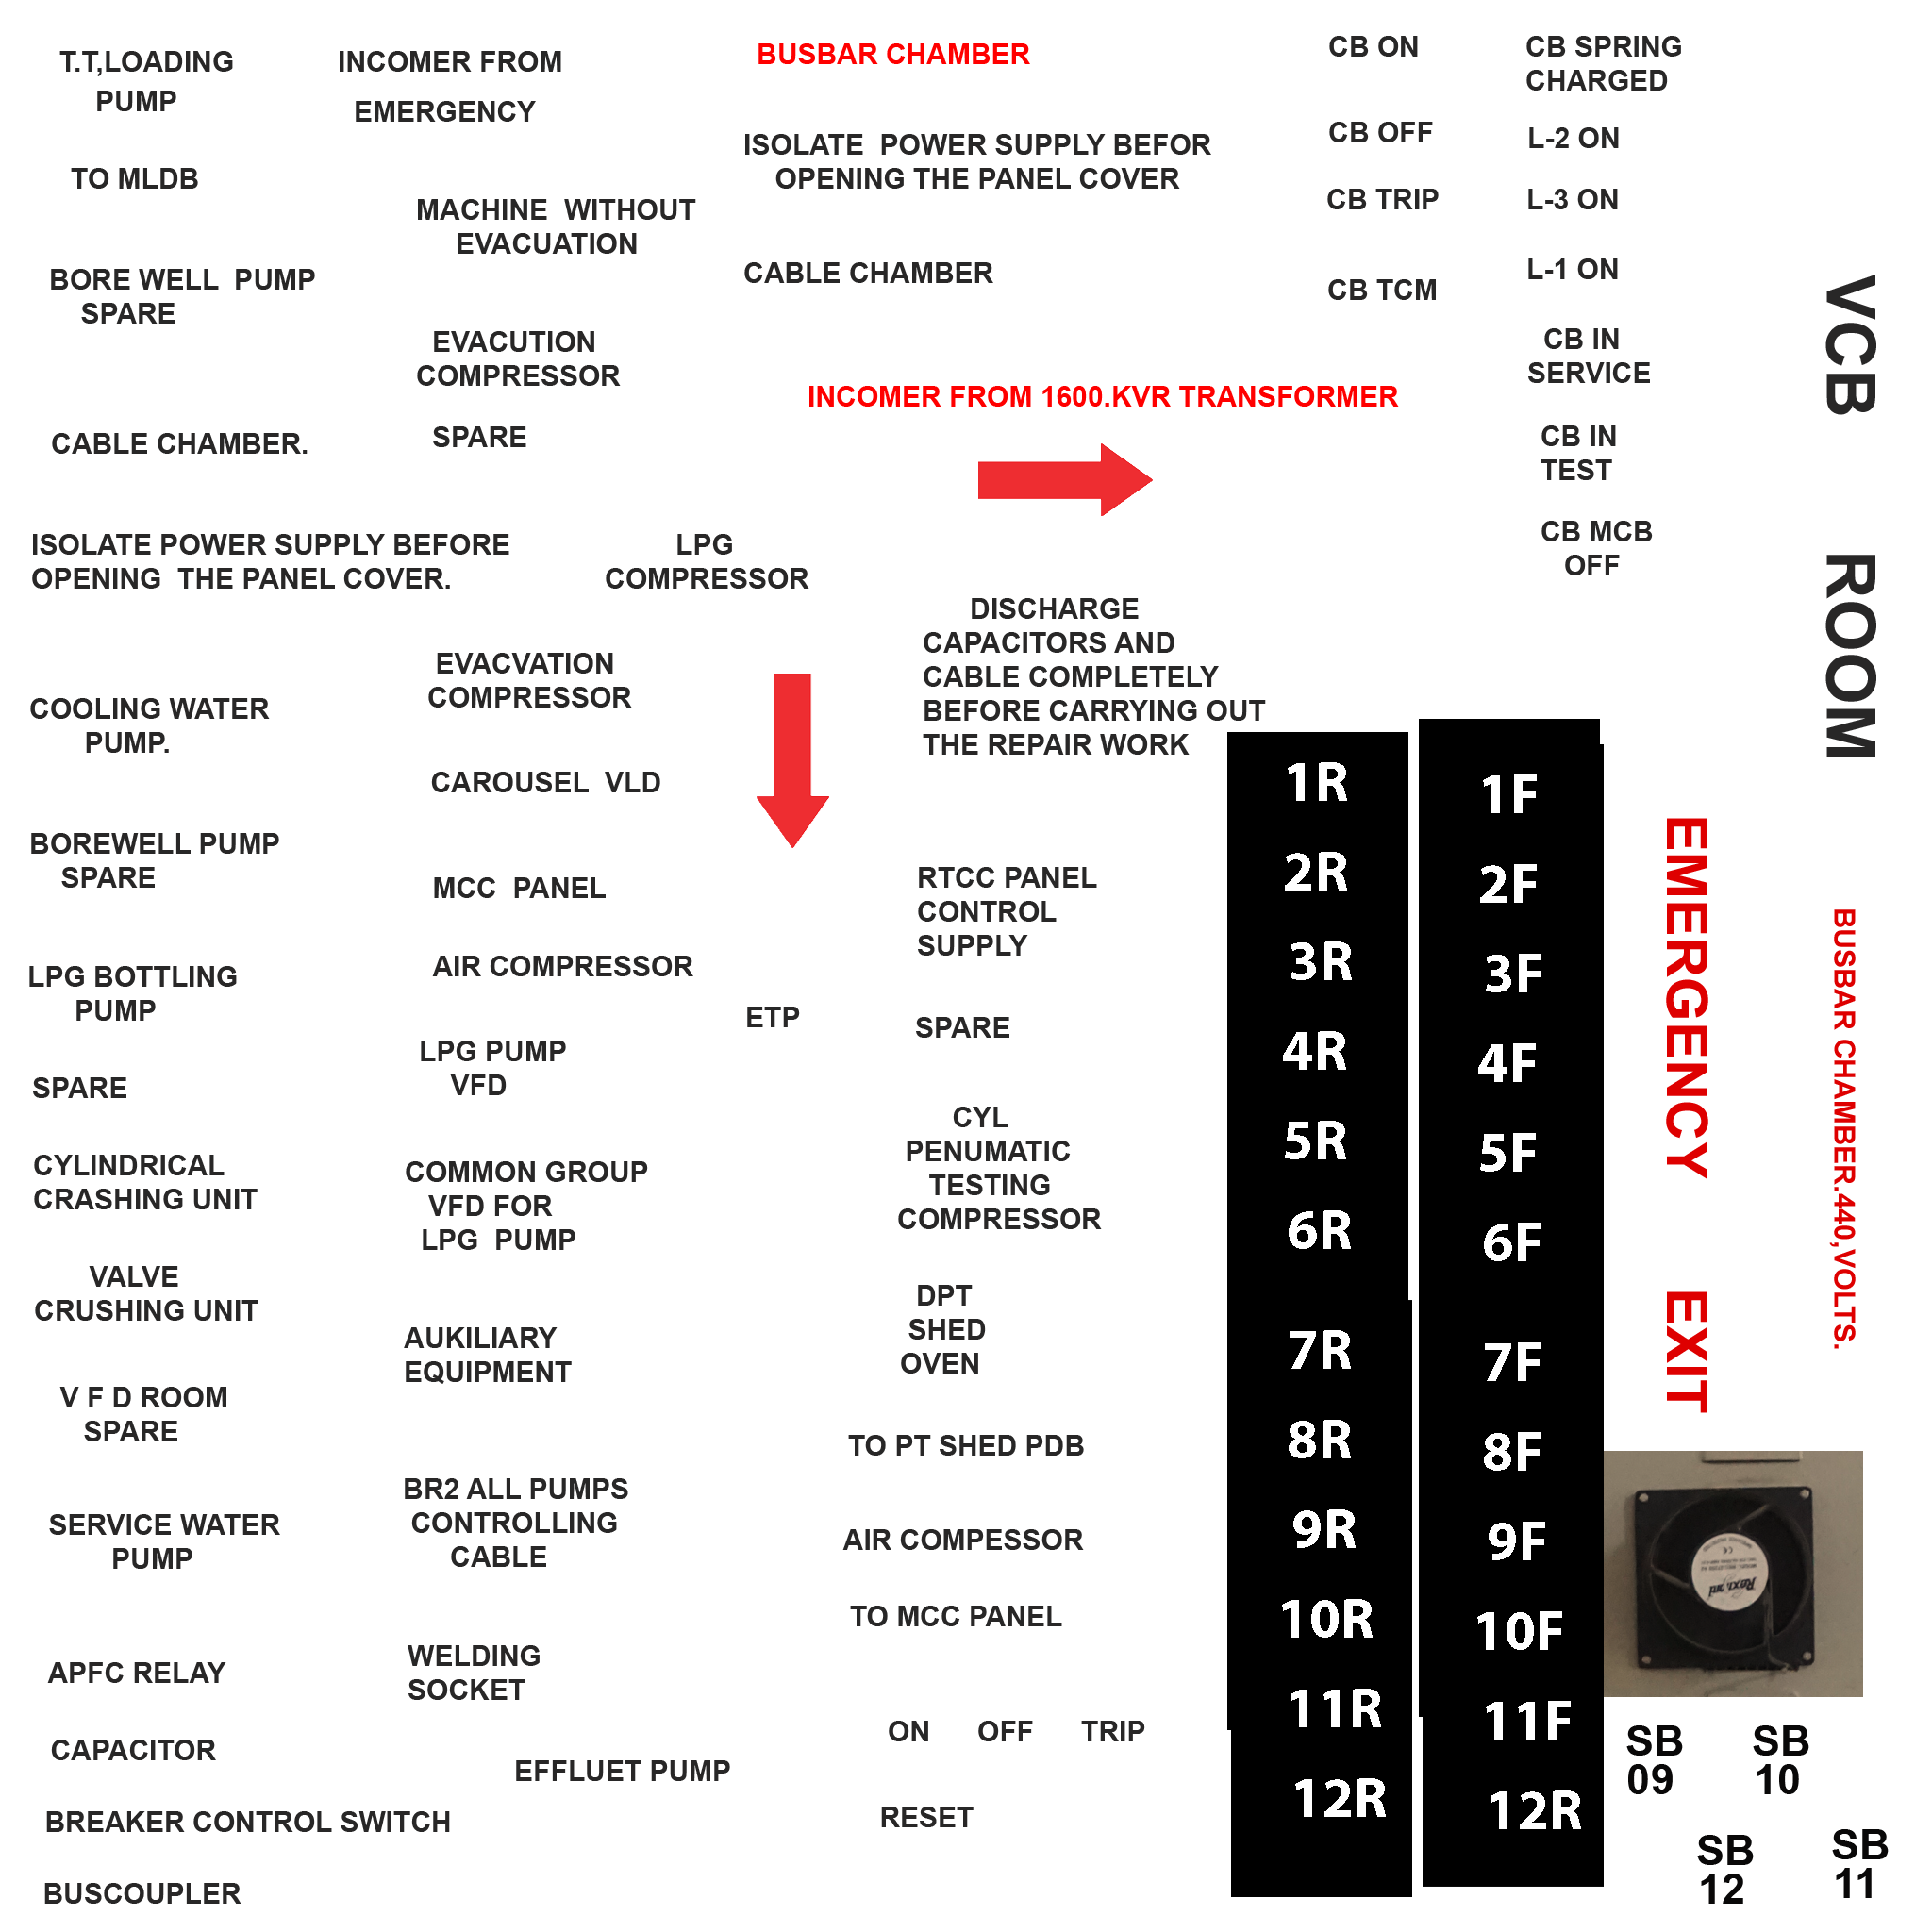 T.T,LOADING
PUMP
TO MLDB
BORE WELL  PUMP
SPARE
CABLE CHAMBER.
ISOLATE POWER SUPPLY BEFORE
OPENING  THE PANEL COVER.
COOLING WATER
PUMP.
BOREWELL PUMP
SPARE
LPG BOTTLING
PUMP
SPARE
CYLINDRICAL
CRASHING UNIT
VALVE
CRUSHING UNIT
V F D ROOM
SPARE
SERVICE WATER
PUMP
APFC RELAY
CAPACITOR
BREAKER CONTROL SWITCH
BUSCOUPLER
INCOMER FROM
EMERGENCY
MACHINE  WITHOUT
EVACUATION
EVACUTION
COMPRESSOR
SPARE
LPG
COMPRESSOR
EVACVATION
COMPRESSOR
CAROUSEL  VLD
MCC  PANEL
AIR COMPRESSOR
ETP
LPG PUMP
VFD
COMMON GROUP
VFD FOR
LPG  PUMP
AUKILIARY
EQUIPMENT
BR2 ALL PUMPS
CONTROLLING
CABLE
WELDING
SOCKET
EFFLUET PUMP
BUSBAR CHAMBER
ISOLATE  POWER SUPPLY BEFOR
OPENING THE PANEL COVER
CABLE CHAMBER
INCOMER FROM 1600.KVR TRANSFORMER
DISCHARGE
CAPACITORS AND
CABLE COMPLETELY
BEFORE CARRYING OUT
THE REPAIR WORK
RTCC PANEL
CONTROL
SUPPLY
SPARE
CYL
PENUMATIC
TESTING
COMPRESSOR
DPT
SHED
OVEN
TO PT SHED PDB
AIR COMPESSOR
TO MCC PANEL
ON OFF TRIP
RESET
CB ON
CB OFF
CB TRIP
CB TCM
CB SPRING
CHARGED
L-2 ON
L-3 ON
L-1 ON
CB IN
SERVICE
CB IN
TEST
CB MCB
OFF
1R
2R
3R
4R
5R
6R
7R
8R
9R
10R
11R
12R
1F
2F
3F
4F
5F
6F
7F
8F
9F
10F
11F
12R
EMERGENCY EXIT
VCB ROOM
BUSBAR CHAMBER.440,VOLTS.
SB
09
SB
10
SB
12
SB
11